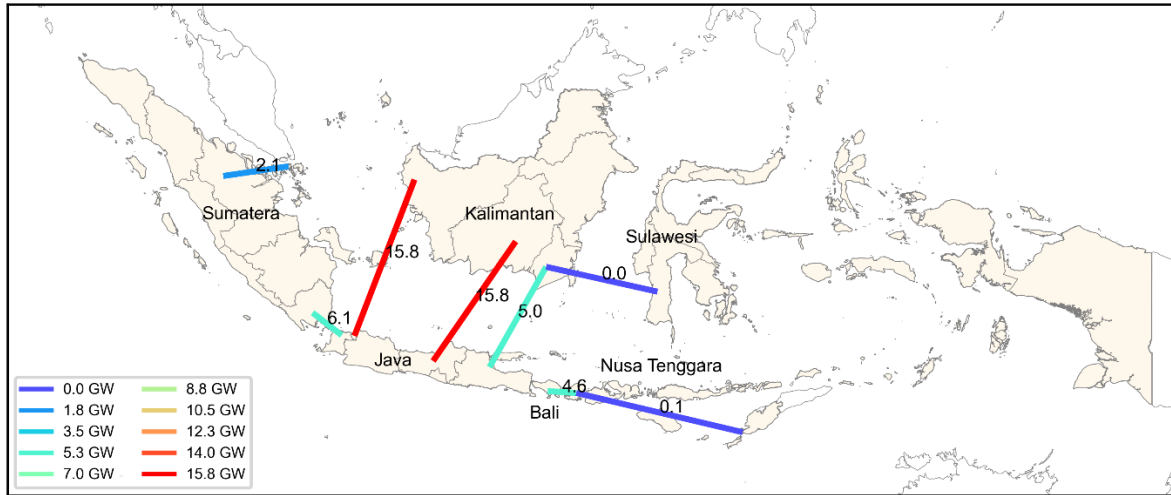 2.1
Sumatera
Kalimantan
Sulawesi
15.8
0.0
15.8
5.0
6.1
Java
Nusa Tenggara
4.6
0.1
Bali
0.0 GW
1.8 GW
3.5 GW
5.3 GW
7.0 GW
8.8 GW
10.5 GW
12.3 GW
14.0 GW
15.8 GW